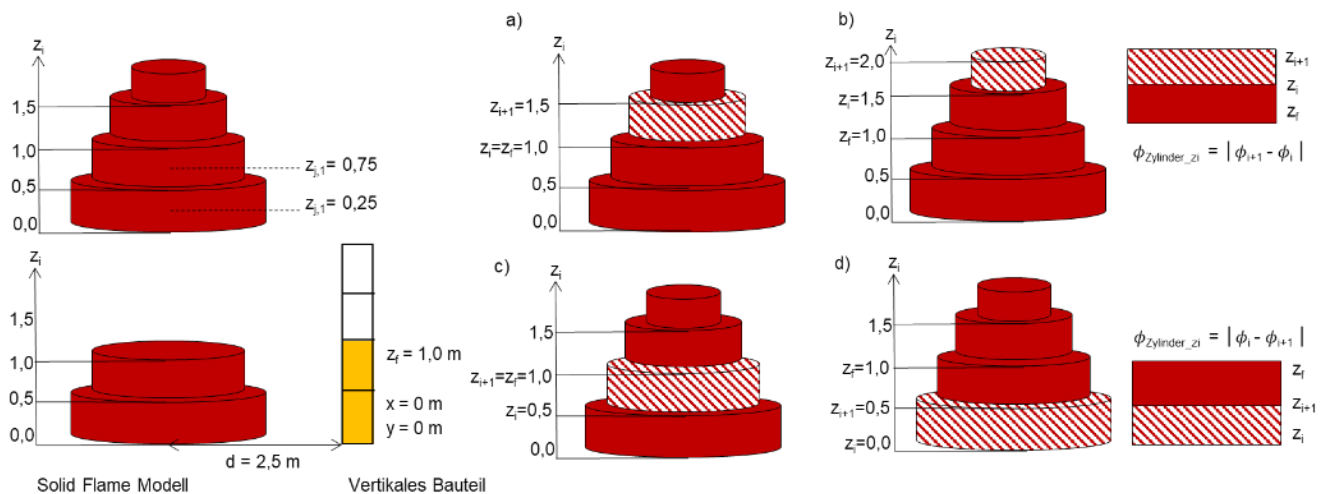 z_i
1,5
1,0
0,5
0,0
z_j,1 = 0,75
z_j,1 = 0,25
a)
z_i
z_i+1=1,5
z_i=z_f=1,0
0,5
0,0
b)
z_i
z_i+1=2,0
z_i=1,5
z_f=1,0
0,5
0,0
z_i+1
z_i
z_f
ϕ_Zylinder_zi = | ϕ_i+1 - ϕ_i |
z_i
1,5
1,0
0,5
0,0
z_f = 1,0 m
x = 0 m
y = 0 m
d = 2,5 m
Solid Flame Modell
Vertikales Bauteil
c)
z_i
1,5
z_i+1=z_f=1,0
z_i=0,5
0,0
d)
z_i
1,5
z_f=1,0
z_i+1=0,5
z_i=0,0
ϕ_Zylinder_zi = | ϕ_i - ϕ_i+1 |
z_f
z_i+1
z_i